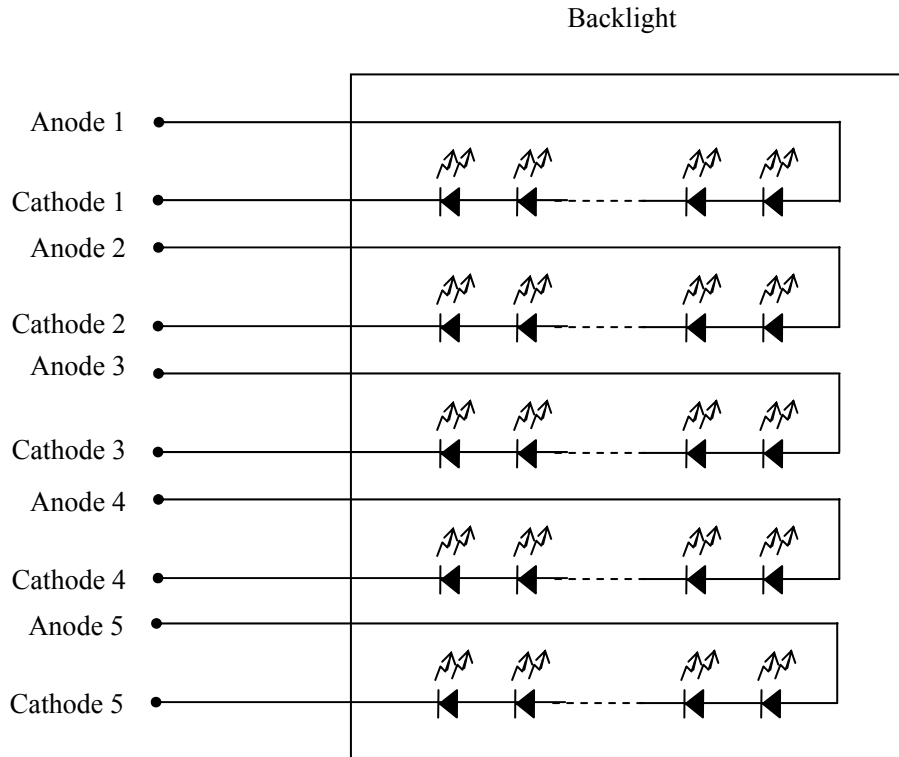 Backlight
Anode 1
Cathode 1
Anode 2
Cathode 2
Anode 3
Cathode 3
Anode 4
Cathode 4
Anode 5
Cathode 5